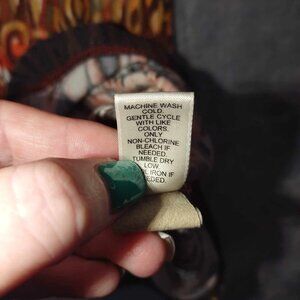 MACHINE WASH
COLD,
GENTLE CYCLE
WITH LIKE
COLORS.
ONLY
NON-CHLORINE
BLEACH IF
NEEDED.
TUMBLE DRY
LOW
IRON IF